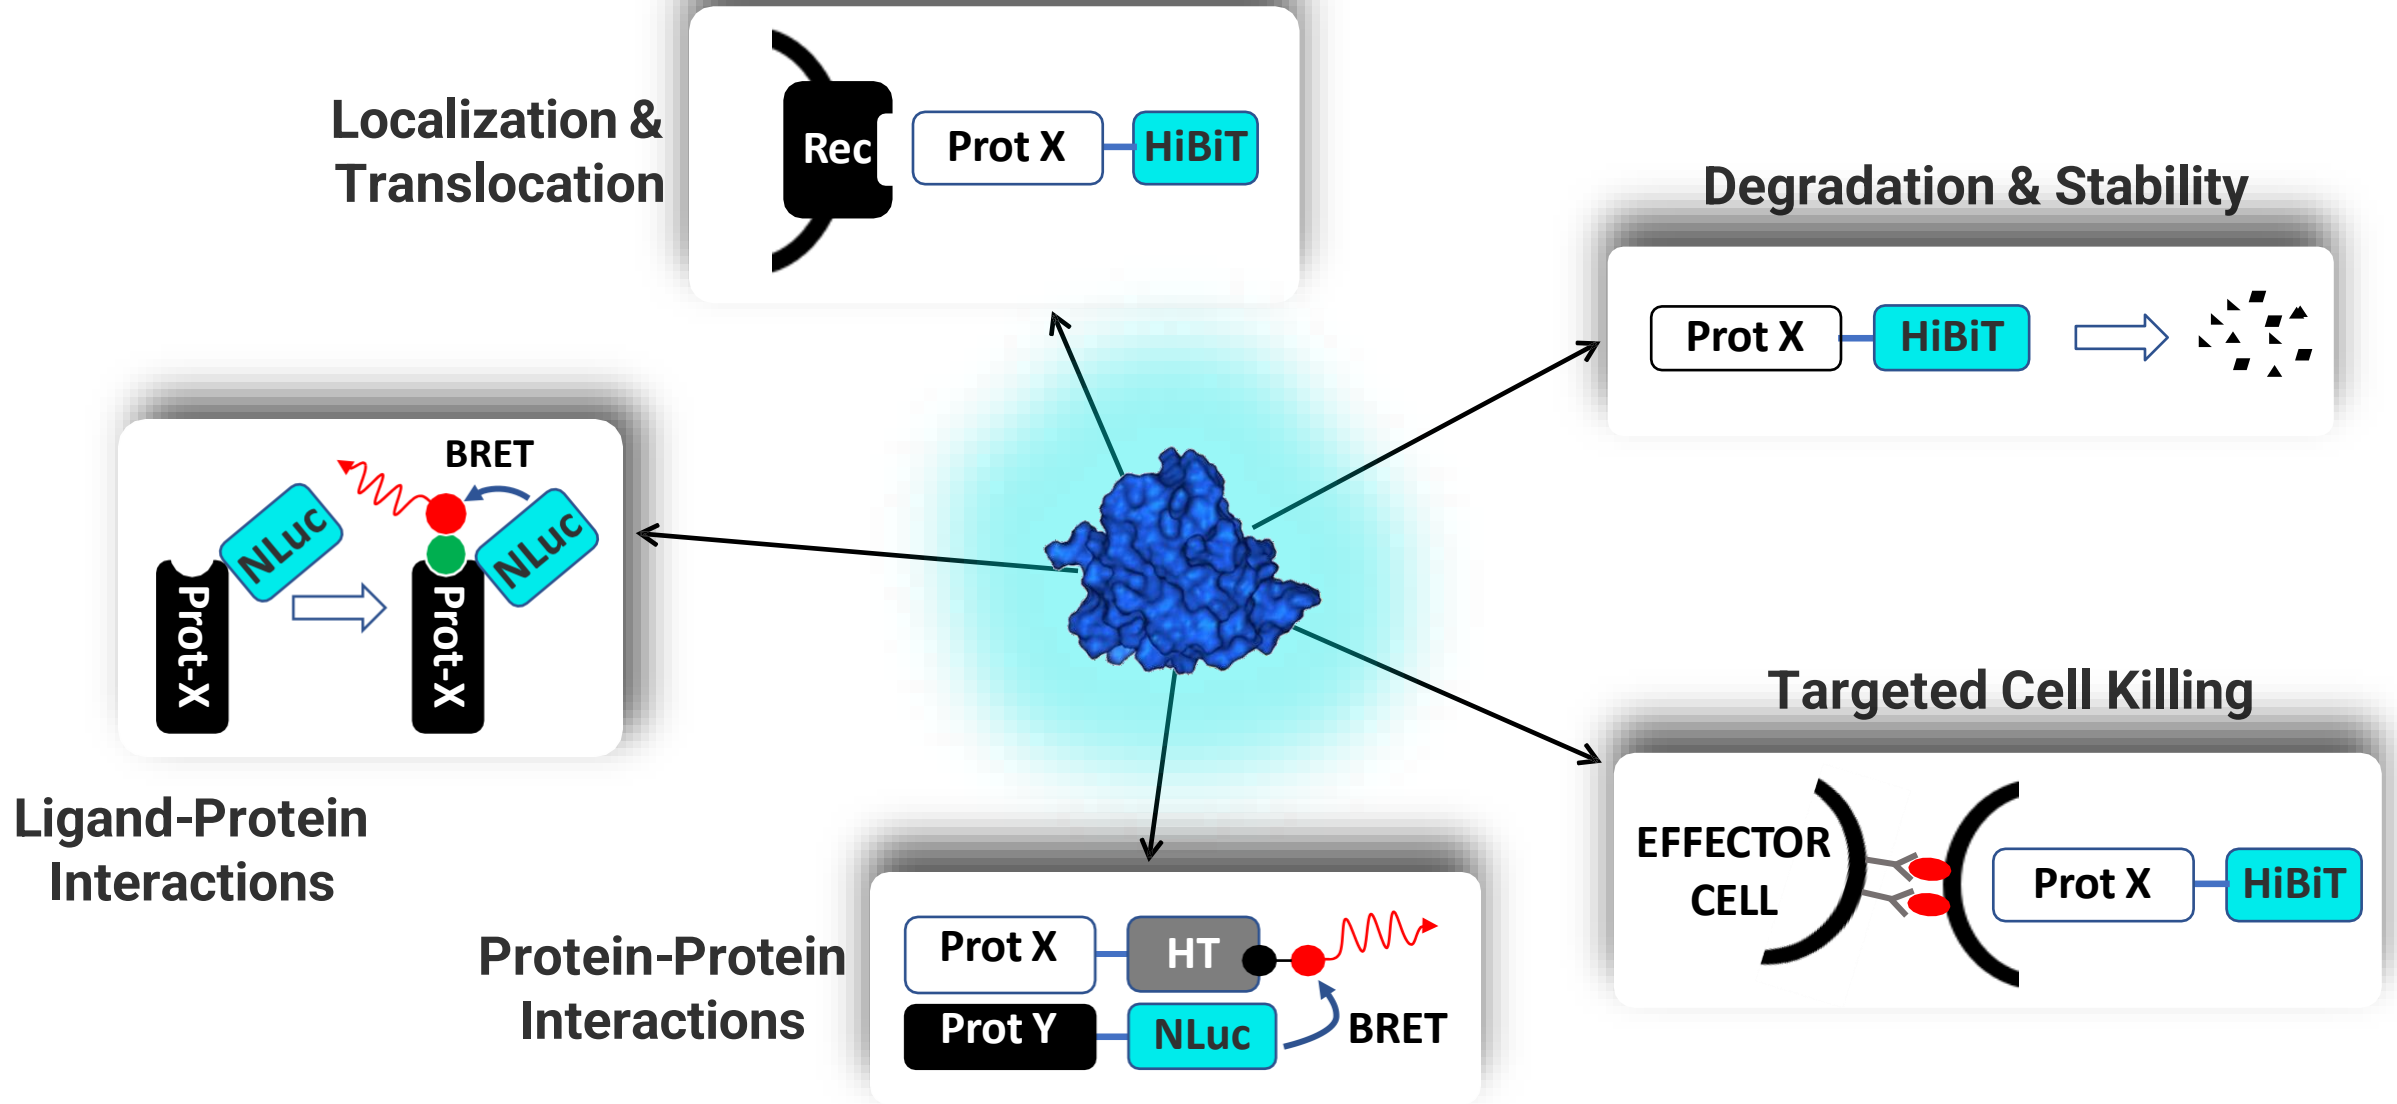 Localization &
Translocation
Rec
Prot X
HiBiT
Degradation & Stability
Prot X
HiBiT
BRET
NLuc
NLuc
Prot-X
Prot-X
Ligand-Protein
Interactions
Targeted Cell Killing
EFFECTOR
CELL
Prot X
HiBiT
Protein-Protein
Interactions
Prot X
HT
Prot Y
NLuc
BRET